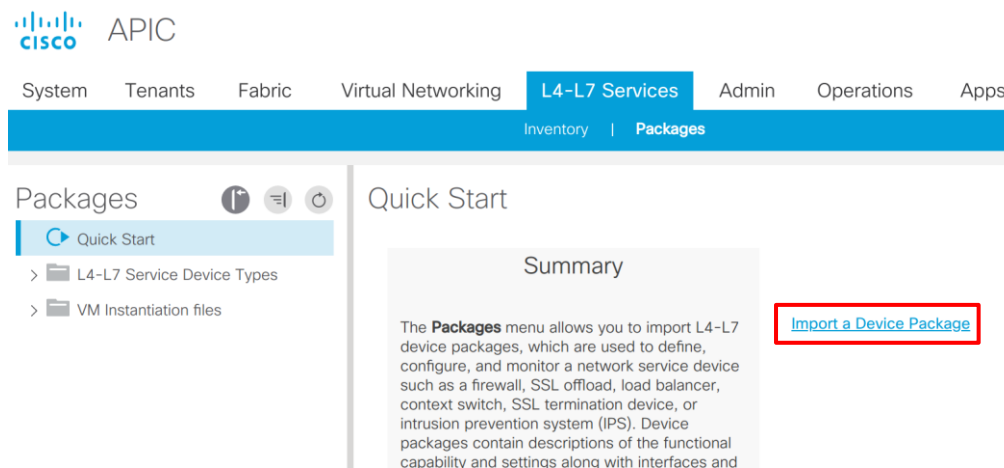 CISCO
APIC
System Tenants Fabric Virtual Networking L4-L7 Services Admin Operations Apps
Inventory | Packages
Packages
Quick Start
L4-L7 Service Device Types
VM Instantiation files
Quick Start
Summary
The Packages menu allows you to import L4-L7
device packages, which are used to define,
configure, and monitor a network service device
such as a firewall, SSL offload, load balancer,
context switch, SSL termination device, or
intrusion prevention system (IPS). Device
packages contain descriptions of the functional
capability and settings along with interfaces and
Import a Device Package